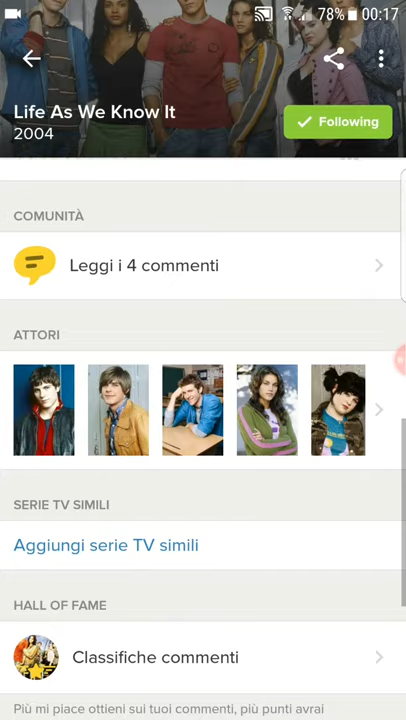 78% 00:17
Life As We Know It
2004
Following
COMUNITÀ
Leggi i 4 commenti
ATTORI
SERIE TV SIMILI
Aggiungi serie TV simili
HALL OF FAME
Classifiche commenti
Più mi piace ottieni sui tuoi commenti, più punti avrai